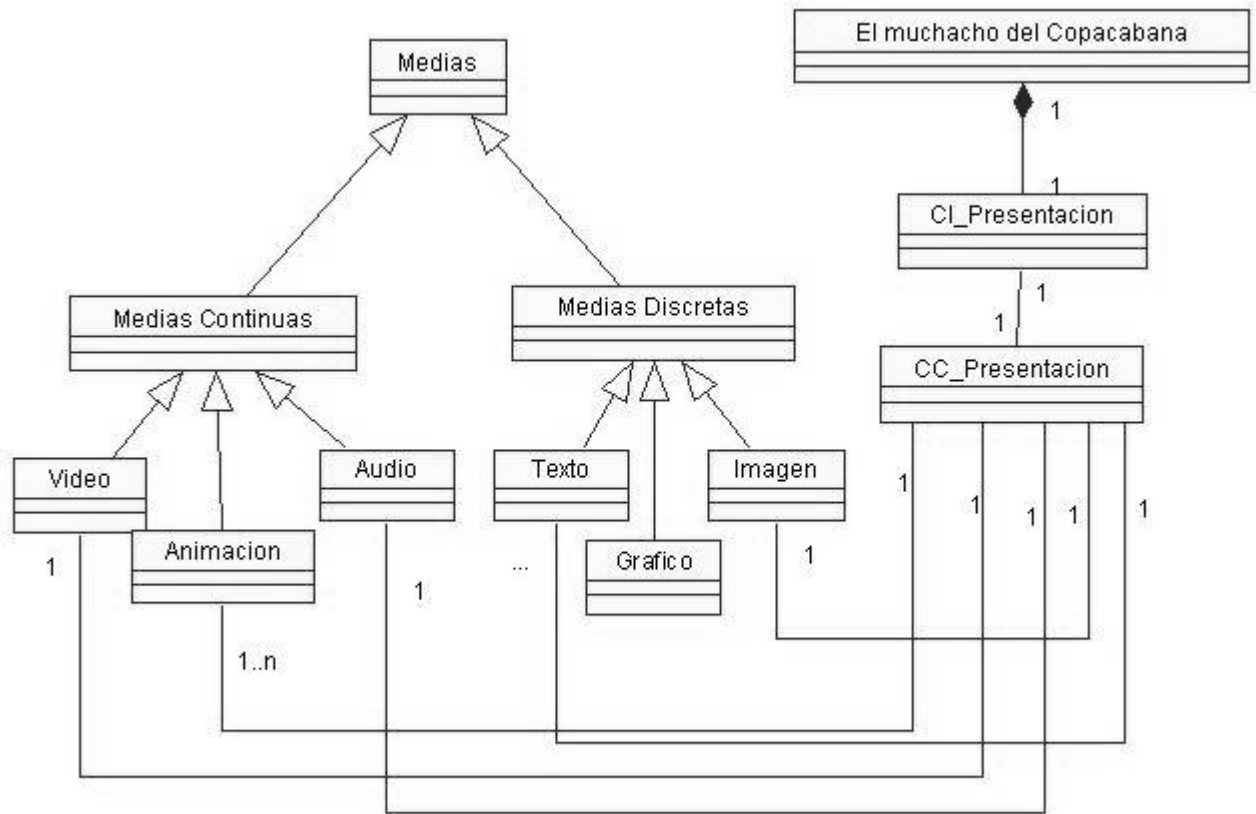 El muchacho del Copacabana
Medias
1
1
CI_Presentacion
1
Medias Continuas
Medias Discretas
1
CC_Presentacion
Video
Audio
Texto
Imagen
1
1
1
1
1
Animacion
Grafico
1
1
...
1
1..n